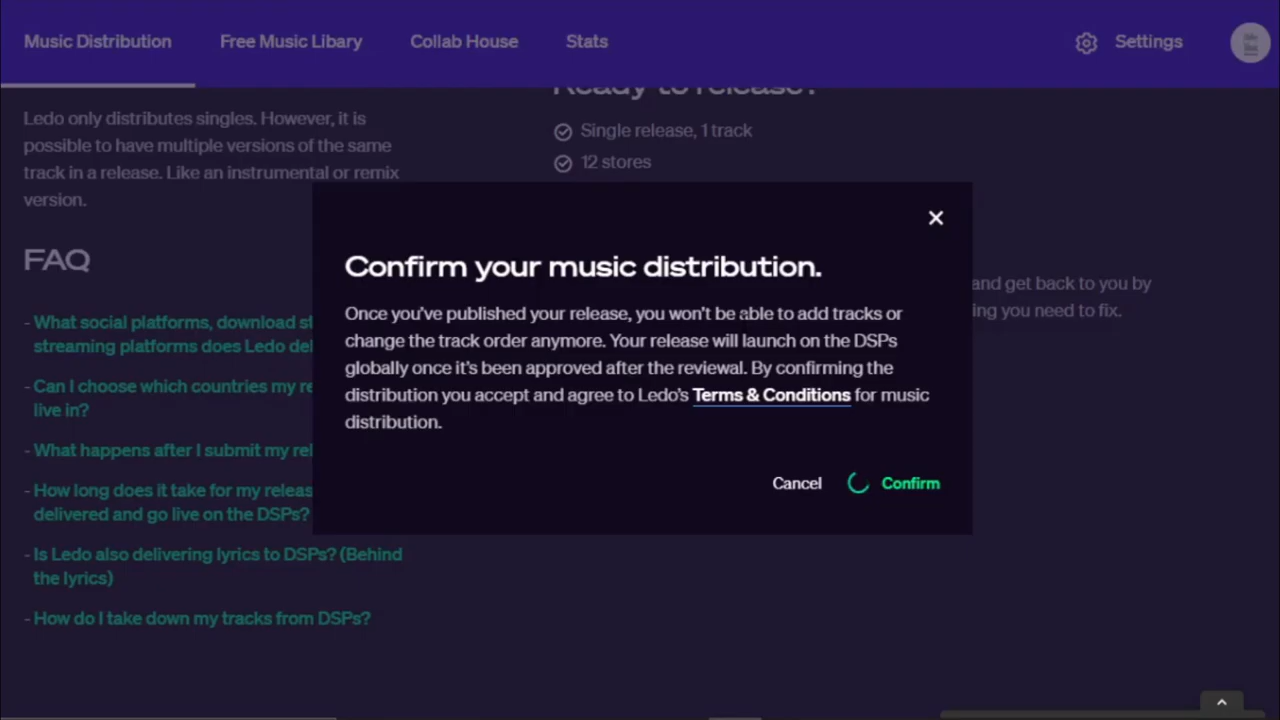 Music Distribution
Free Music Libary
Collab House
Stats
Settings
Ledo only distributes singles. However, it is
possible to have multiple versions of the same
track in a release. Like an instrumental or remix
version.
FAQ
- What social platforms, download
streaming platforms does Ledo
- Can I choose which countries my
live in?
- What happens after I submit my
- How long does it take for my
delivered and go live on the DSPs?
- Is Ledo also delivering lyrics to DSPs? (Behind
the lyrics)
- How do I take down my tracks from DSPs?
Ready to release?
Single release, 1 track
12 stores
and get back to you by
you need to fix.
Confirm your music distribution.
Once you've published your release, you won't be able to add tracks or
change the track order anymore. Your release will launch on the DSPs
globally once it's been approved after the reviewal. By confirming the
distribution you accept and agree to Ledo's Terms & Conditions for music
distribution.
Cancel
Confirm